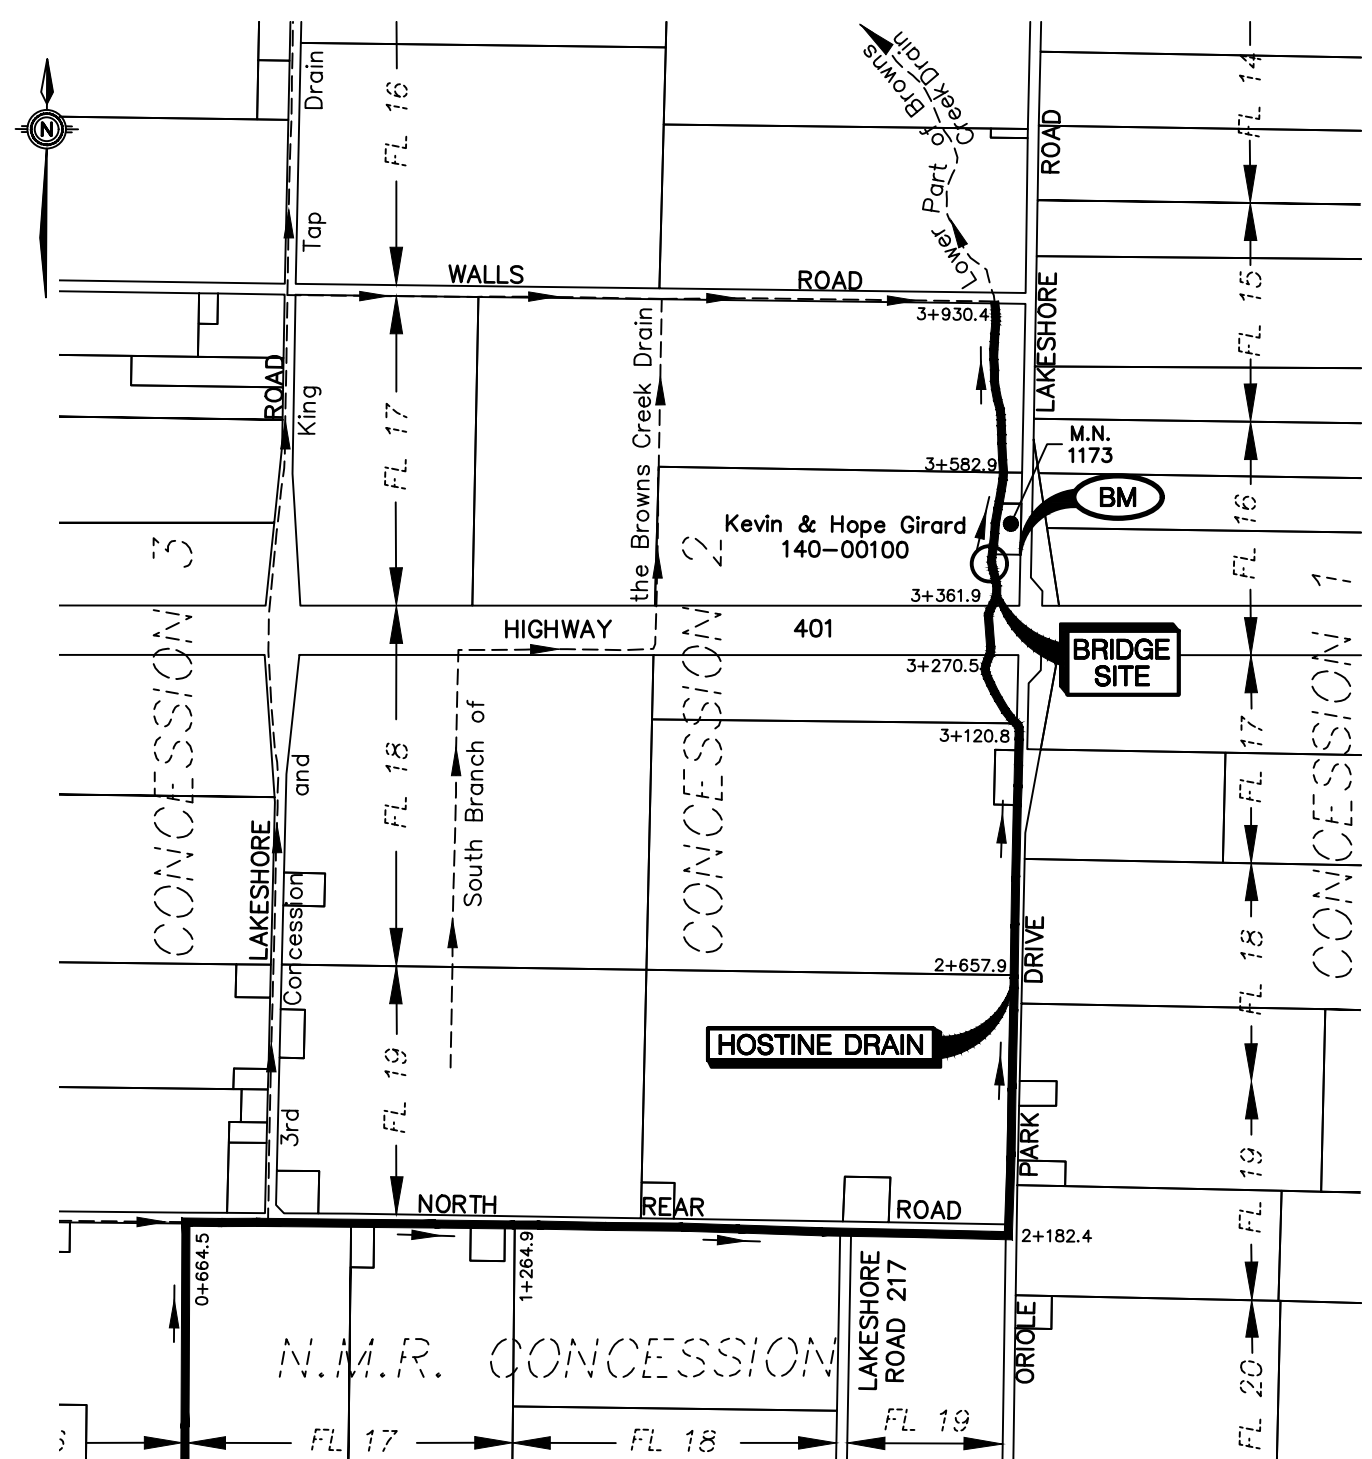 N
Drain
Tap
King
ROAD
FL 16
WALLS
ROAD
Lower Part of Browns
Creek Drain
ROAD
LAKESHORE
FL 14
FL 15
FL 16
FL 17
FL 18
FL 19
FL 20
3+930.4
the Browns Creek Drain
FL 17
3+582.9
M.N.
1173
BM
Kevin & Hope Girard
140-00100
3+361.9
CONCESSION 3
CONCESSION 2
CONCESSION 1
HIGHWAY 401
BRIDGE
SITE
3+270.5
3+120.8
South Branch of
FL 18
and
LAKESHORE
Concession
3rd
2+657.9
DRIVE
HOSTINE DRAIN
FL 19
PARK
NORTH REAR ROAD
0+664.5
1+264.9
2+182.4
LAKESHORE
ROAD 217
ORIOLE
N.M.R. CONCESSION
FL 17
FL 18
FL 19